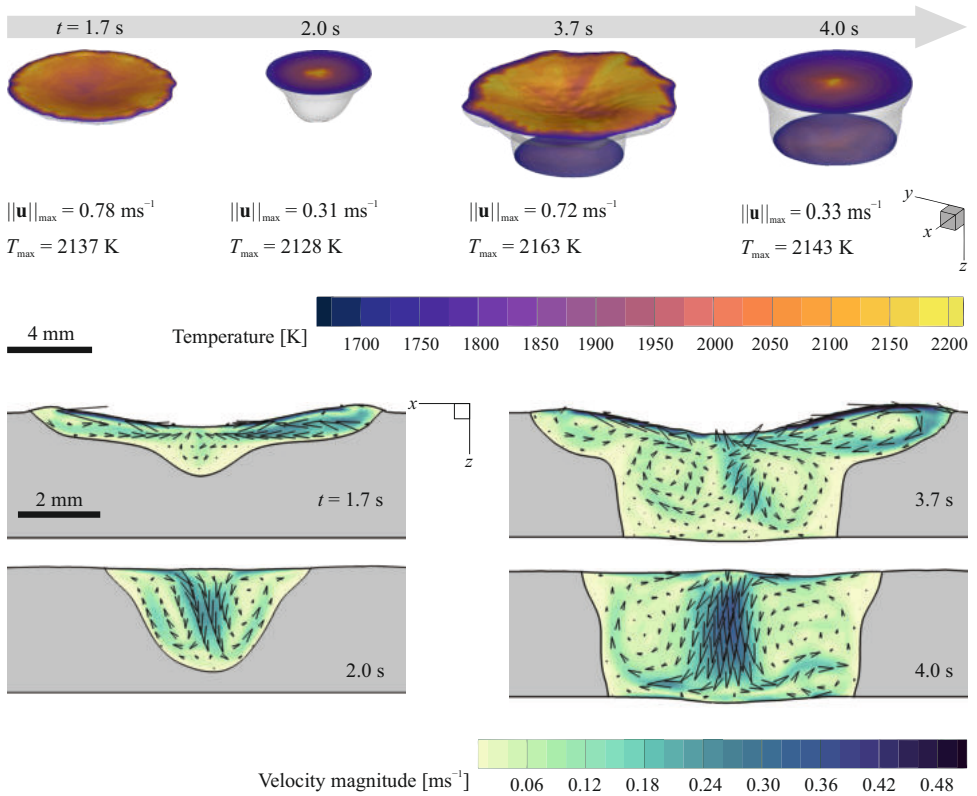 t = 1.7 s 2.0 s 3.7 s 4.0 s
||u||max = 0.78 ms⁻¹ ||u||max = 0.31 ms⁻¹ ||u||max = 0.72 ms⁻¹ ||u||max = 0.33 ms⁻¹
Tmax = 2137 K Tmax = 2128 K Tmax = 2163 K Tmax = 2143 K
y
x
z
4 mm
Temperature [K]
1700 1750 1800 1850 1900 1950 2000 2050 2100 2150 2200
x
z
2 mm
t = 1.7 s
3.7 s
2.0 s
4.0 s
Velocity magnitude [ms⁻¹]
0.06 0.12 0.18 0.24 0.30 0.36 0.42 0.48